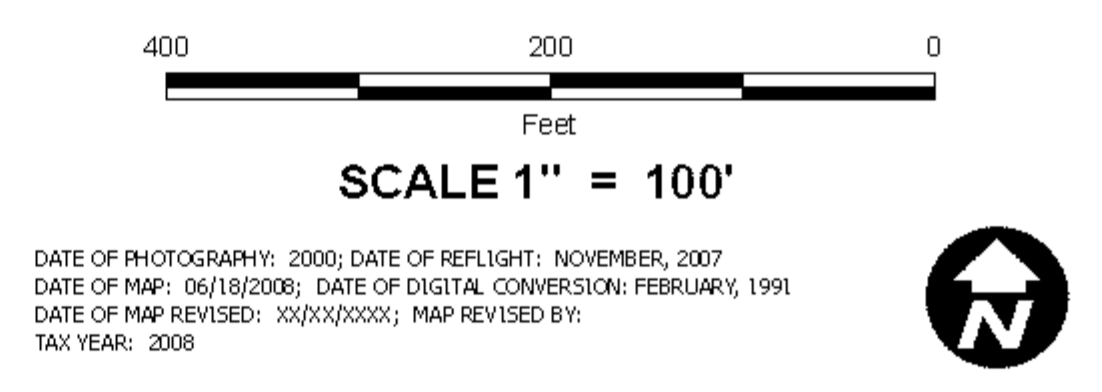 400 200 0
Feet
SCALE 1" = 100'
DATE OF PHOTOGRAPHY: 2000; DATE OF REFLIGHT: NOVEMBER, 2007
DATE OF MAP: 06/18/2008; DATE OF DIGITAL CONVERSION: FEBRUARY, 1991
DATE OF MAP REVISED: XX/XX/XXXX; MAP REVISED BY:
TAX YEAR: 2008
N